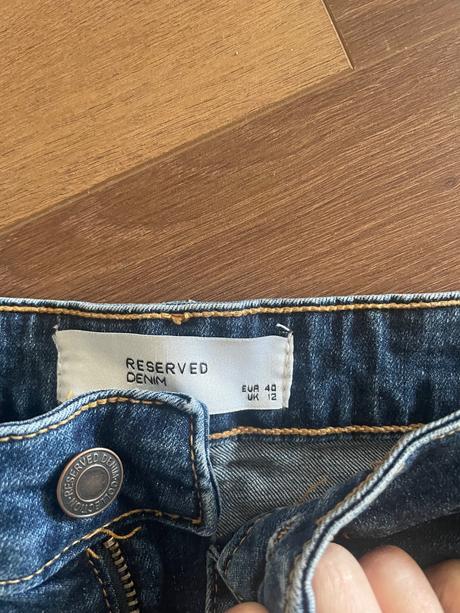 RESERVED
DENIM
EUR 40
UK 12
RESERVED DENIM